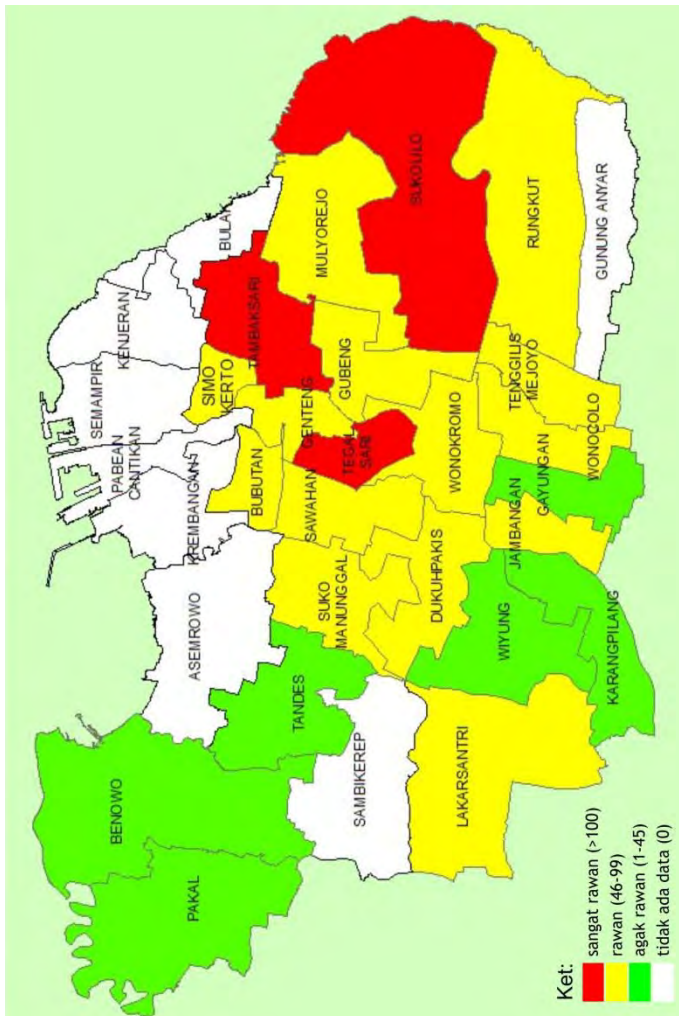 BENOWO
PAKAL
TANDES
ASEMROWO
SAMBIKEREP
LAKARSANTRI
KREMBANGAN
PABEAN
CANTIKAN
SEMAMPIR
KENJERAN
BULAK
SIMO
KERTO
TAMBAKSARI
BUBUTAN
GENTENG
TEGAL
SARI
SAWAHAN
SUKO
MANUNGGAL
DUKUHPAKIS
WIYUNG
KARANGPILANG
JAMBANGAN
GAYUNGAN
WONOCOLO
WONOKROMO
GUBENG
MULYOREJO
SUKOLILO
TENGGILIS
MEJOYO
RUNGKUT
GUNUNG ANYAR
Ket:
sangat rawan (>100)
rawan (46-99)
agak rawan (1-45)
tidak ada data (0)